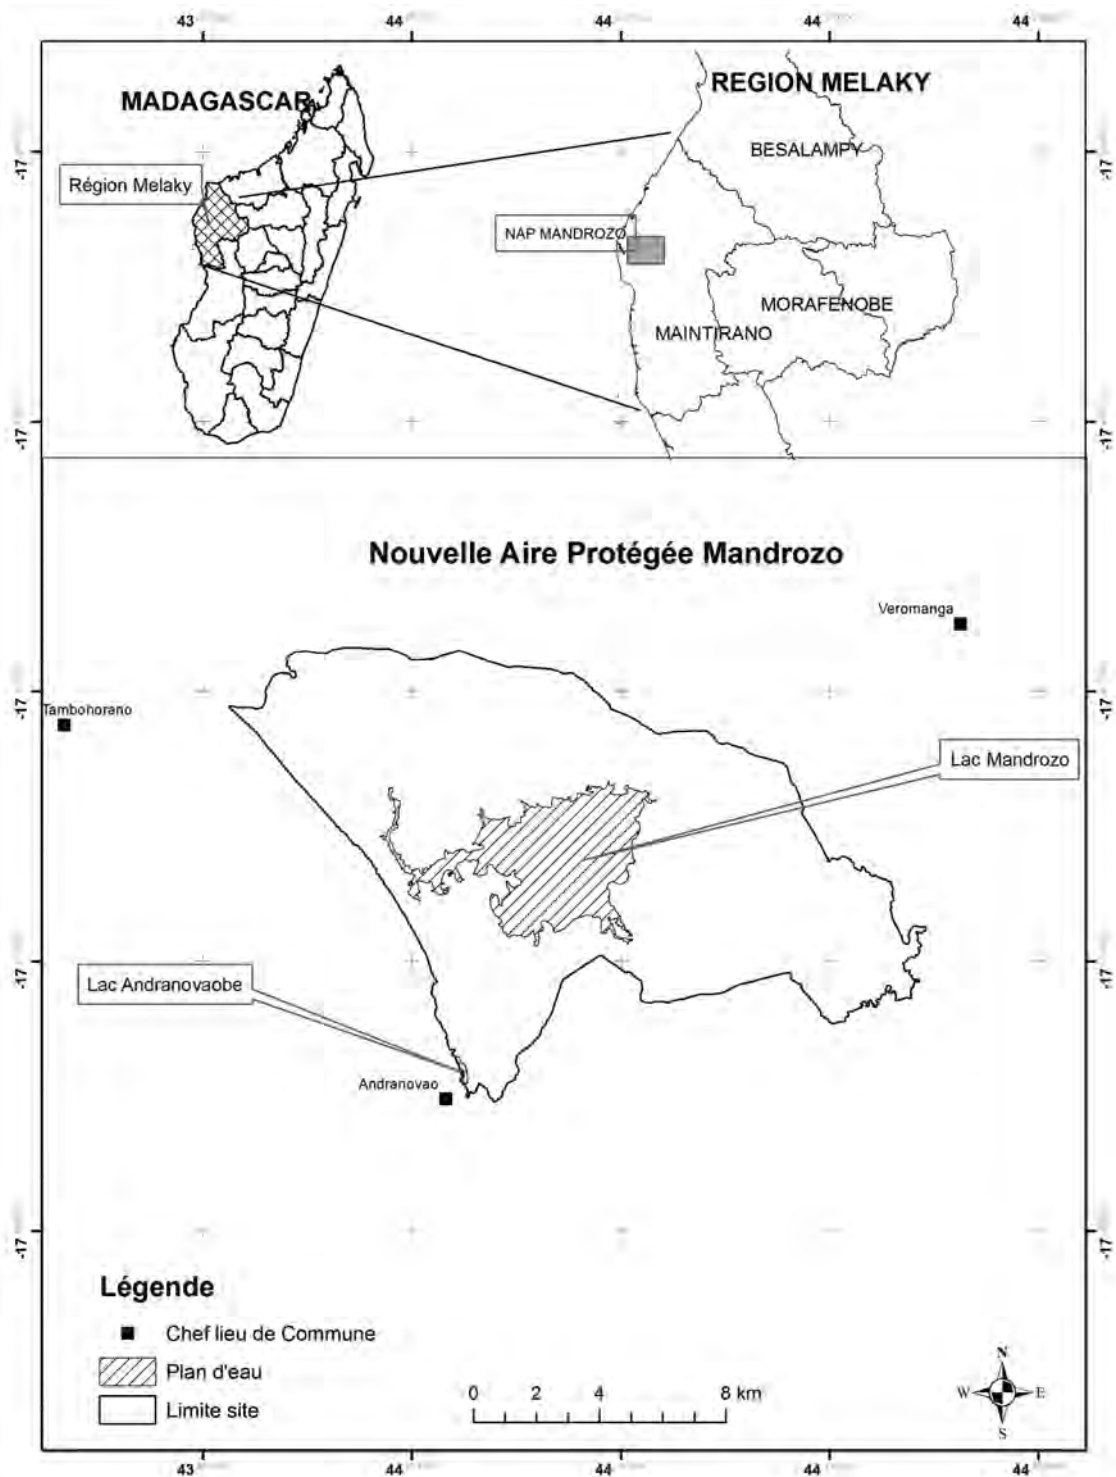 43 44 44 44 44
MADAGASCAR
REGION MELAKY
BESALAMPY
-17 -17
Région Melaky
NAP MANDROZO
MORAFENOBE
MAINTIRANO
-17 -17
Nouvelle Aire Protégée Mandrozo
Veromanga
-17 -17
Tambohorano
Lac Mandrozo
-17 -17
Lac Andranovaobe
Andranovao
-17 -17
Légende
Chef lieu de Commune
Plan d'eau
Limite site
0 2 4 8 km
N
W E
S
43 44 44 44 44